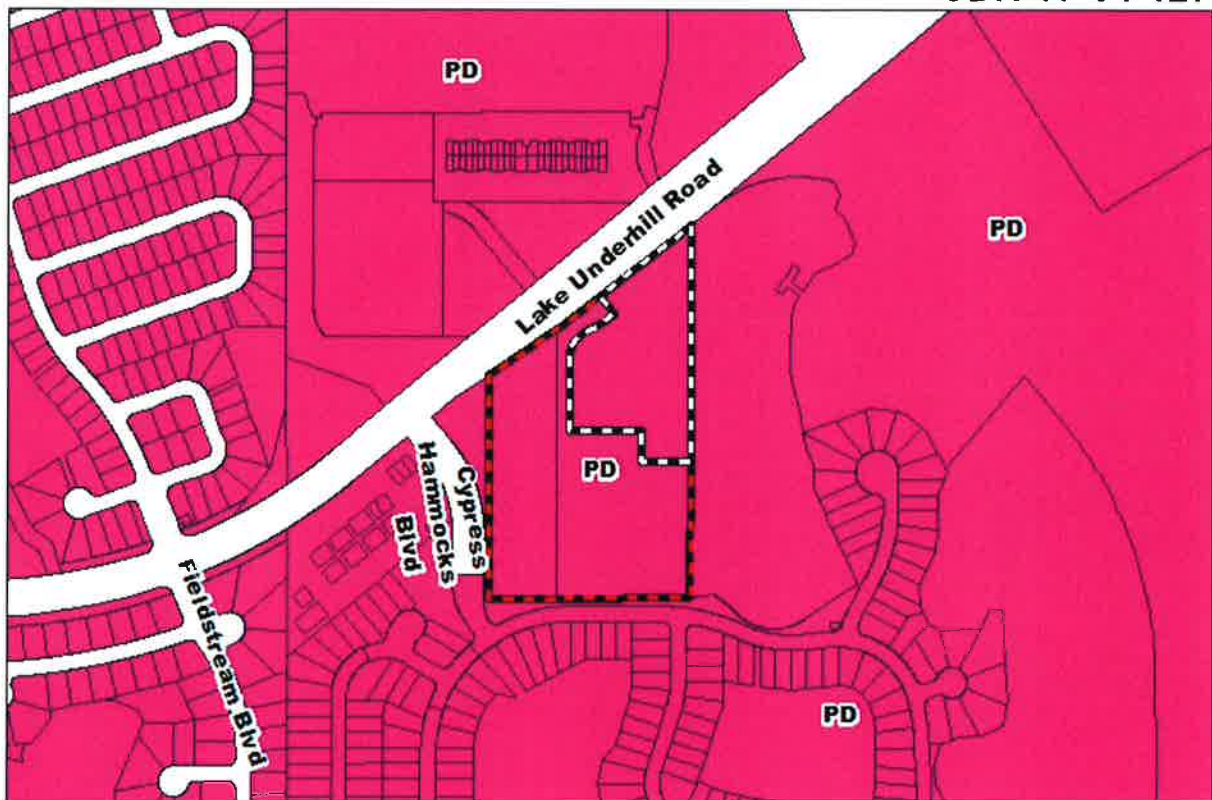 PD
Lake Underhill Road
PD
PD
Cypress
Hammocks
Blvd
Fieldstream Blvd
PD